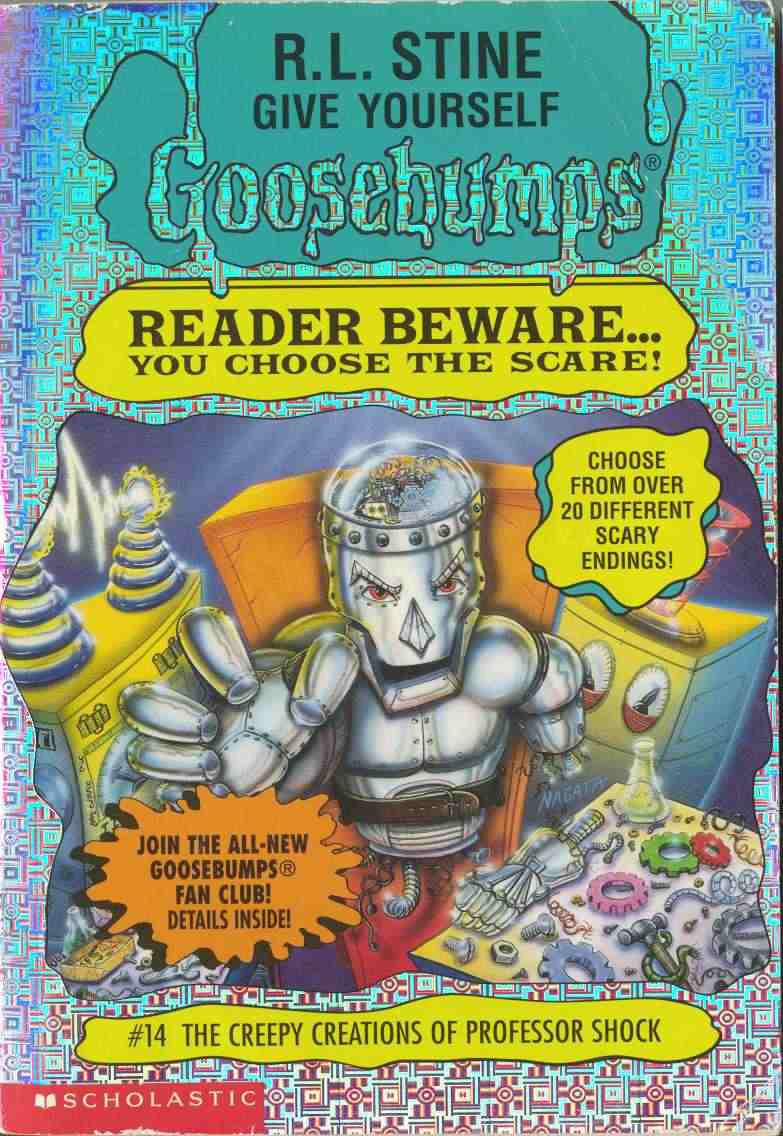 R.L. STINE
GIVE YOURSELF
Goosebumps®
READER BEWARE...
YOU CHOOSE THE SCARE!
CHOOSE
FROM OVER
20 DIFFERENT
SCARY
ENDINGS!
NAGATA
JOIN THE ALL-NEW
GOOSEBUMPS®
FAN CLUB!
DETAILS INSIDE!
#14 THE CREEPY CREATIONS OF PROFESSOR SHOCK
SCHOLASTIC